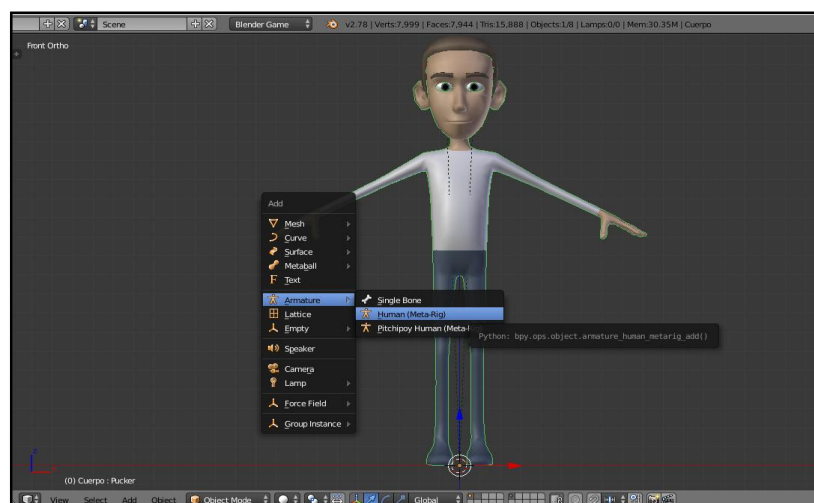 Scene Blender Game v2.78 | Verts:7,999 | Faces:7,944 | Tris:15,888 | Objects:1/8 | Lamps:0/0 | Mem:30.35M | Cuerpo
Front Ortho
Add
Mesh
Curve
Surface
Metaball
Text
Armature
Single Bone
Lattice
Human (Meta-Rig)
Empty
Pitchipoy Human (Meta-
Python: bpy.ops.object.armature_human_metarig_add()
Speaker
Camera
Lamp
Force Field
Group Instance
z
x
(0) Cuerpo : Pucker
View Select Add Object Object Mode Global